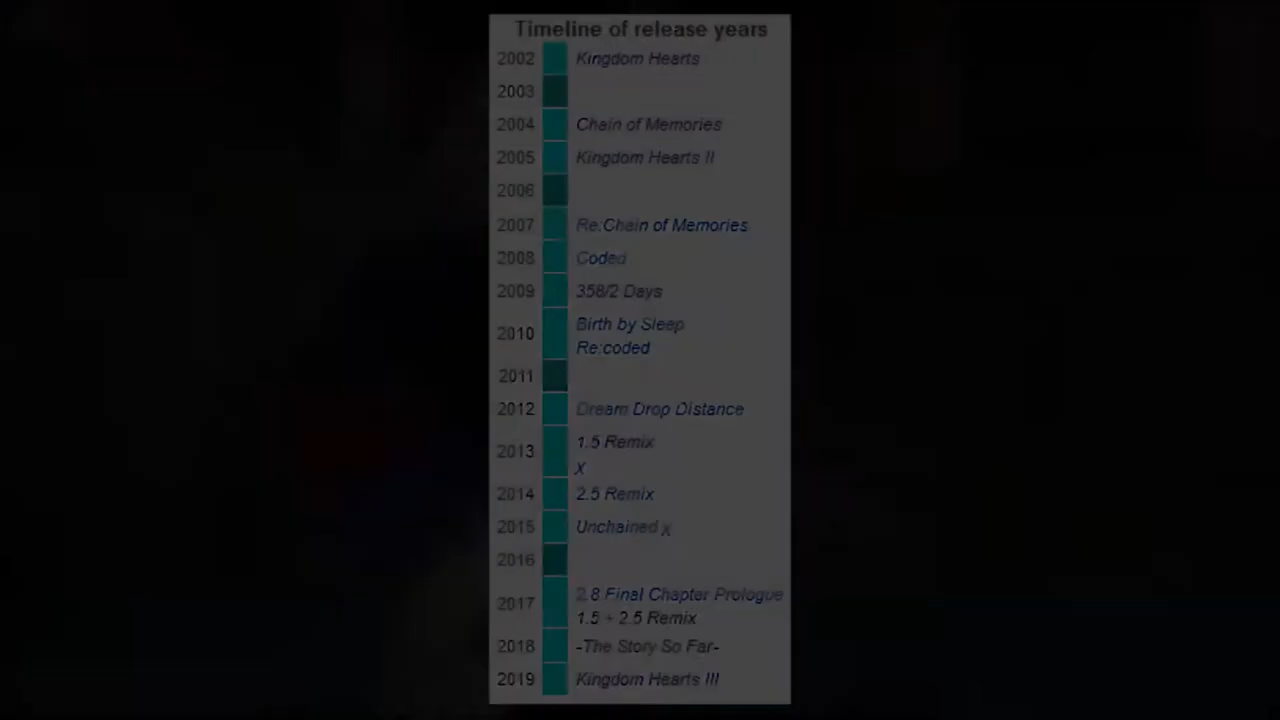 Timeline of release years
2002 Kingdom Hearts
2003
2004 Chain of Memories
2005 Kingdom Hearts II
2006
2007 Re:Chain of Memories
2008 Coded
2009 358/2 Days
2010 Birth by Sleep
Re:coded
2011
2012 Dream Drop Distance
2013 1.5 Remix
χ
2014 2.5 Remix
2015 Unchained χ
2016
2017 2.8 Final Chapter Prologue
1.5 + 2.5 Remix
2018 -The Story So Far-
2019 Kingdom Hearts III